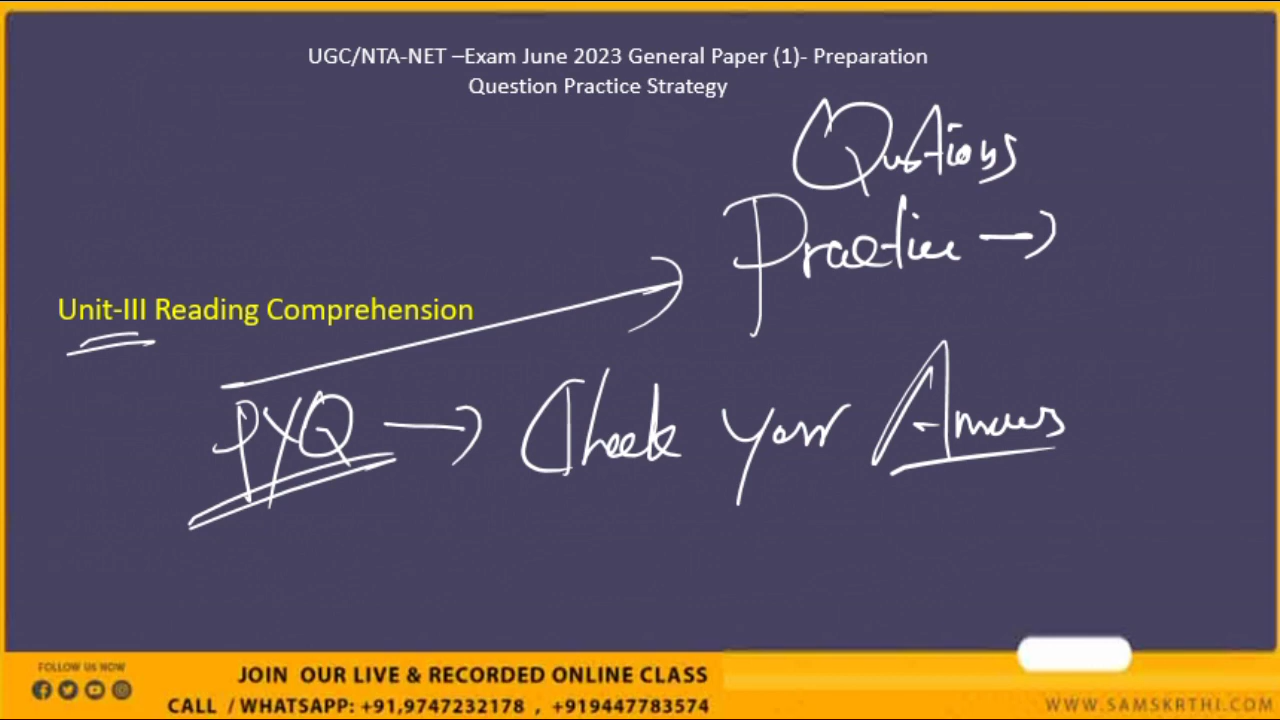 UGC/NTA-NET –Exam June 2023 General Paper (1)- Preparation
Question Practice Strategy
Questions
Practice →
Unit-III Reading Comprehension
PYQ → Check your
FOLLOW US NOW
JOIN OUR LIVE & RECORDED ONLINE CLASS
CALL / WHATSAPP: +91,9747232178 , +919447783574
WWW.SAMSKRTHI.COM